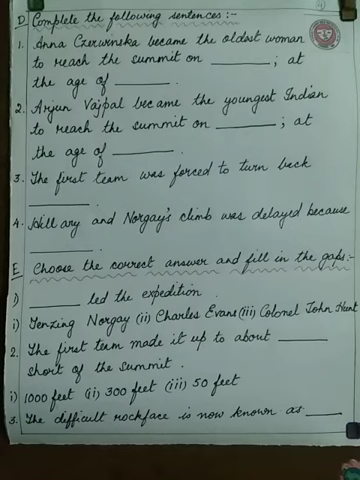 D. Complete the following sentences :-
1. Anna Czerwineka became the oldest woman
to reach the summit on ______ ; at
the age of ______ .
2. Arjun Vajpal became the youngest Indian
to reach the summit on ______ ; at
the age of ______ .
3. The first team was forced to turn back
______ .
4. Hillary and Norgay's climb was delayed because
______ .
E. Choose the correct answer and fill in the gaps :-
1) ______ led the expedition .
i) Tenzing Norgay (ii) Charles Evans (iii) Colonel John Hunt
2. The first team made it up to about ______
short of the summit .
i) 1000 feet (ii) 300 feet (iii) 50 feet
3. The difficult rockface is now known as ______